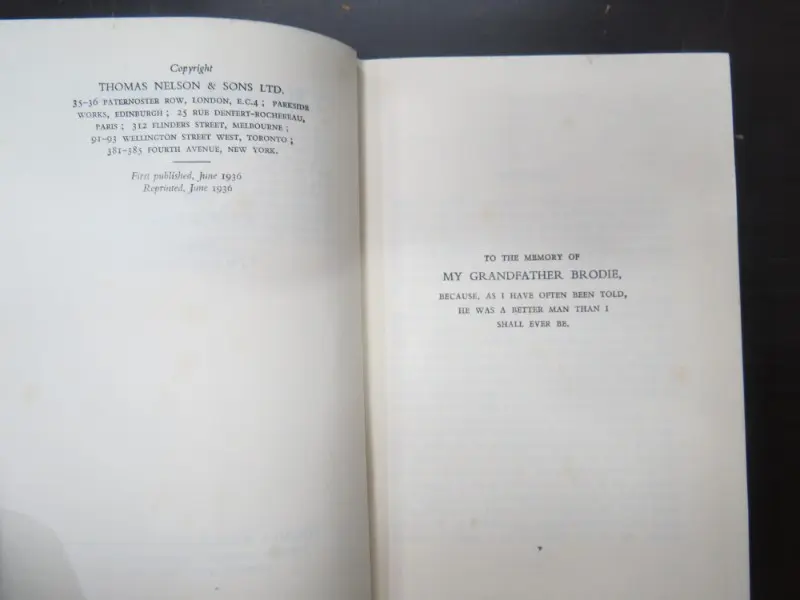 Copyright
THOMAS NELSON & SONS LTD.
35-36 PATERNOSTER ROW, LONDON, E.C.4 ; PARKSIDE
WORKS, EDINBURGH ; 25 RUE DENFERT-ROCHEREAU,
PARIS ; 312 FLINDERS STREET, MELBOURNE ;
91-93 WELLINGTON STREET WEST, TORONTO ;
381-385 FOURTH AVENUE, NEW YORK.
First published, June 1936
Reprinted, June 1936
TO THE MEMORY OF
MY GRANDFATHER BRODIE,
BECAUSE, AS I HAVE OFTEN BEEN TOLD,
HE WAS A BETTER MAN THAN I
SHALL EVER BE.